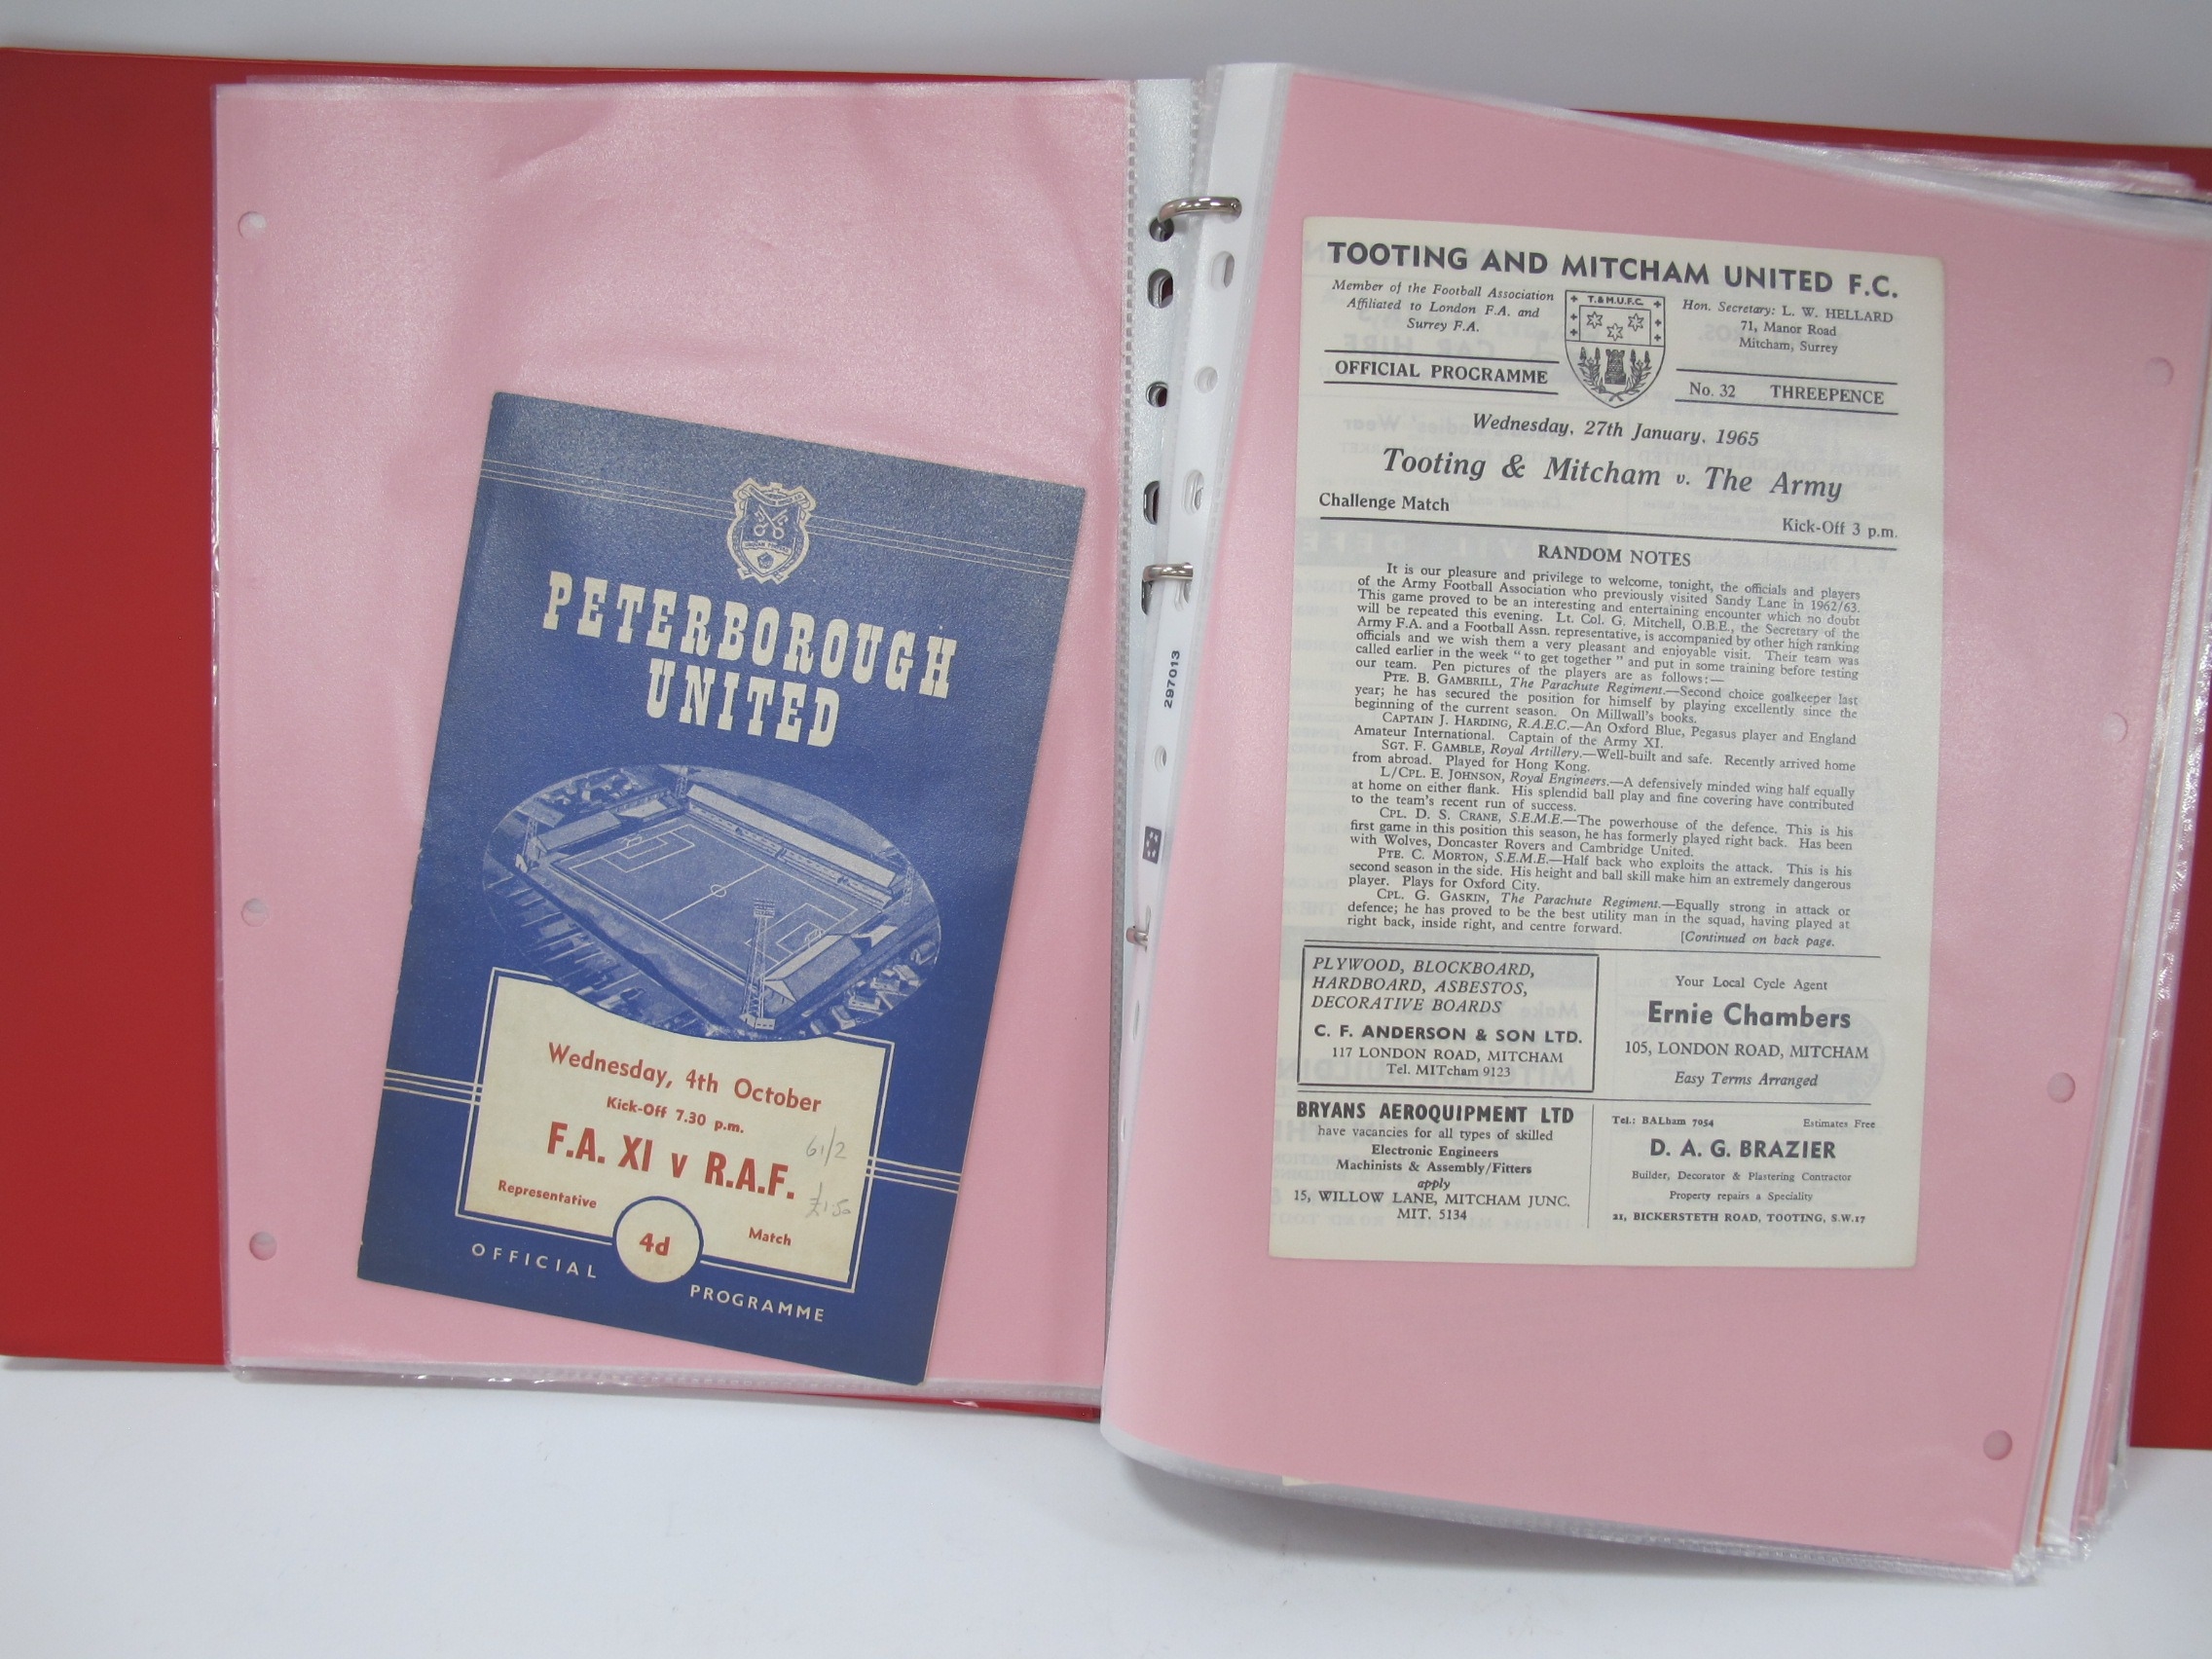 PETERBOROUGH
UNITED
Wednesday, 4th October
Kick-Off 7.30 p.m.
F.A. XI v R.A.F.
61/2
£1.50
Representative
Match
4d
OFFICIAL
PROGRAMME
297013
TOOTING AND MITCHAM UNITED F.C.
Member of the Football Association
Affiliated to London F.A. and
Surrey F.A.
T.&M.U.F.C.
Hon. Secretary: L. W. HELLARD
71, Manor Road
Mitcham, Surrey
OFFICIAL PROGRAMME
No. 32 THREEPENCE
Wednesday, 27th January, 1965
Tooting & Mitcham v. The Army
Challenge Match
Kick-Off 3 p.m.
RANDOM NOTES
It is our pleasure and privilege to welcome, tonight, the officials and players
of the Army Football Association who previously visited Sandy Lane in 1962/63.
This game proved to be an interesting and entertaining encounter which no doubt
will be repeated this evening. Lt. Col. G. Mitchell, O.B.E., the Secretary of the
Army F.A. and a Football Assn. representative, is accompanied by other high ranking
officials and we wish them a very pleasant and enjoyable visit. Their team was
called earlier in the week "to get together" and put in some training before testing
our team. Pen pictures of the players are as follows:—
PTE. B. GAMBRILL, The Parachute Regiment.—Second choice goalkeeper last
year; he has secured the position for himself by playing excellently since the
beginning of the current season. On Millwall's books.
CAPTAIN J. HARDING, R.A.E.C.—An Oxford Blue, Pegasus player and England
Amateur International. Captain of the Army XI.
SGT. F. GAMBLE, Royal Artillery.—Well-built and safe. Recently arrived home
from abroad. Played for Hong Kong.
L/CPL. E. JOHNSON, Royal Engineers.—A defensively minded wing half equally
at home on either flank. His splendid ball play and fine covering have contributed
to the team's recent run of success.
CPL. D. S. CRANE, S.E.M.E.—The powerhouse of the defence. This is his
first game in this position this season, he has formerly played right back. Has been
with Wolves, Doncaster Rovers and Cambridge United.
PTE. C. MORTON, S.E.M.E.—Half back who exploits the attack. This is his
second season in the side. His height and ball skill make him an extremely dangerous
player. Plays for Oxford City.
CPL. G. GASKIN, The Parachute Regiment.—Equally strong in attack or
defence; he has proved to be the best utility man in the squad, having played at
right back, inside right, and centre forward.
[Continued on back page.
PLYWOOD, BLOCKBOARD,
HARDBOARD, ASBESTOS,
DECORATIVE BOARDS
C. F. ANDERSON & SON LTD.
117 LONDON ROAD, MITCHAM
Tel. MITcham 9123
Your Local Cycle Agent
Ernie Chambers
105, LONDON ROAD, MITCHAM
Easy Terms Arranged
BRYANS AEROQUIPMENT LTD
have vacancies for all types of skilled
Electronic Engineers
Machinists & Assembly/Fitters
apply
15, WILLOW LANE, MITCHAM JUNC.
MIT. 5134
Tel.: BALham 7054 Estimates Free
D. A. G. BRAZIER
Builder, Decorator & Plastering Contractor
Property repairs a Speciality
21, BICKERSTETH ROAD, TOOTING, S.W.17